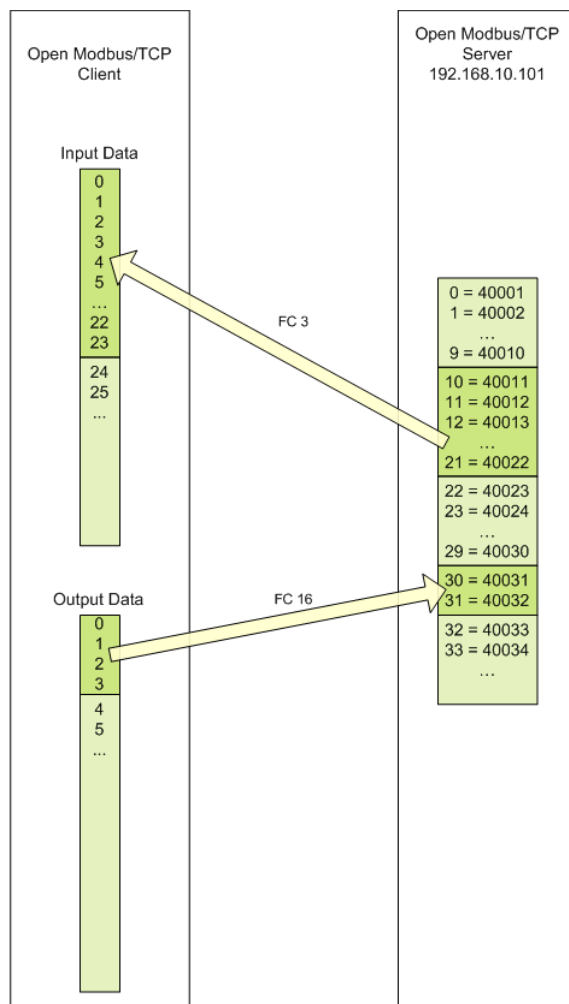 Open Modbus/TCP
Client
Input Data
0
1
2
3
4
5
...
22
23
24
25
...
Output Data
0
1
2
3
4
5
...
FC 3
FC 16
Open Modbus/TCP
Server
192.168.10.101
0 = 40001
1 = 40002
...
9 = 40010
10 = 40011
11 = 40012
12 = 40013
...
21 = 40022
22 = 40023
23 = 40024
...
29 = 40030
30 = 40031
31 = 40032
32 = 40033
33 = 40034
...